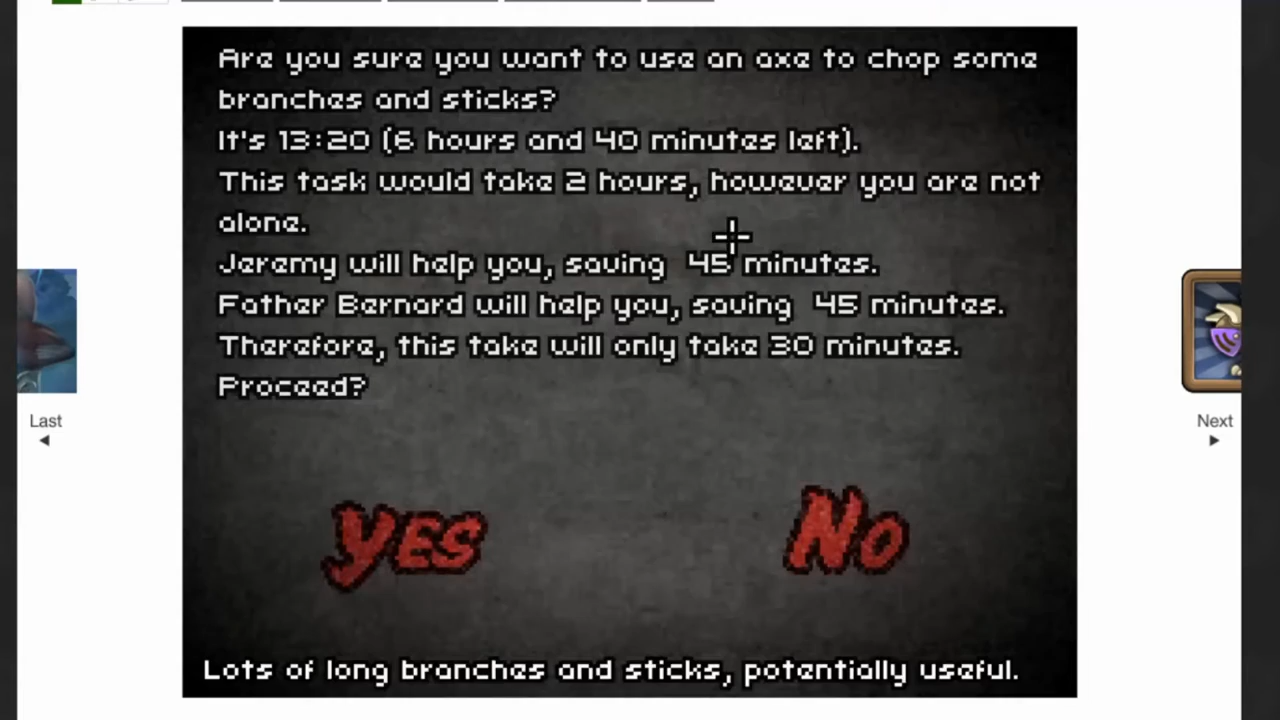 Are you sure you want to use an axe to chop some
branches and sticks?
It's 13:20 (6 hours and 40 minutes left).
This task would take 2 hours, however you are not
alone.
Jeremy will help you, saving  45 minutes.
Father Bernard will help you, saving  45 minutes.
Therefore, this take will only take 30 minutes.
Proceed?
Last
Next
YES
No
Lots of long branches and sticks, potentially useful.